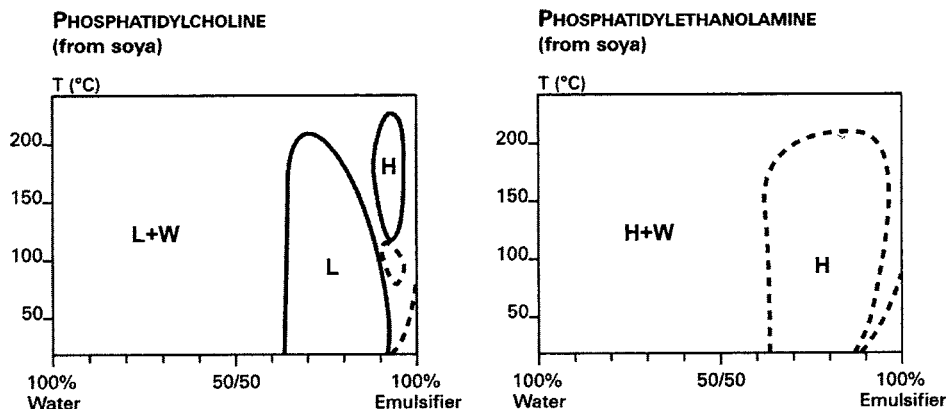 PHOSPHATIDYLCHOLINE
(from soya)
T (°C)
200
150
100
50
L+W
L
H
100%
Water
50/50
100%
Emulsifier
PHOSPHATIDYLETHANOLAMINE
(from soya)
T (°C)
200
150
100
50
H+W
H
100%
Water
50/50
100%
Emulsifier